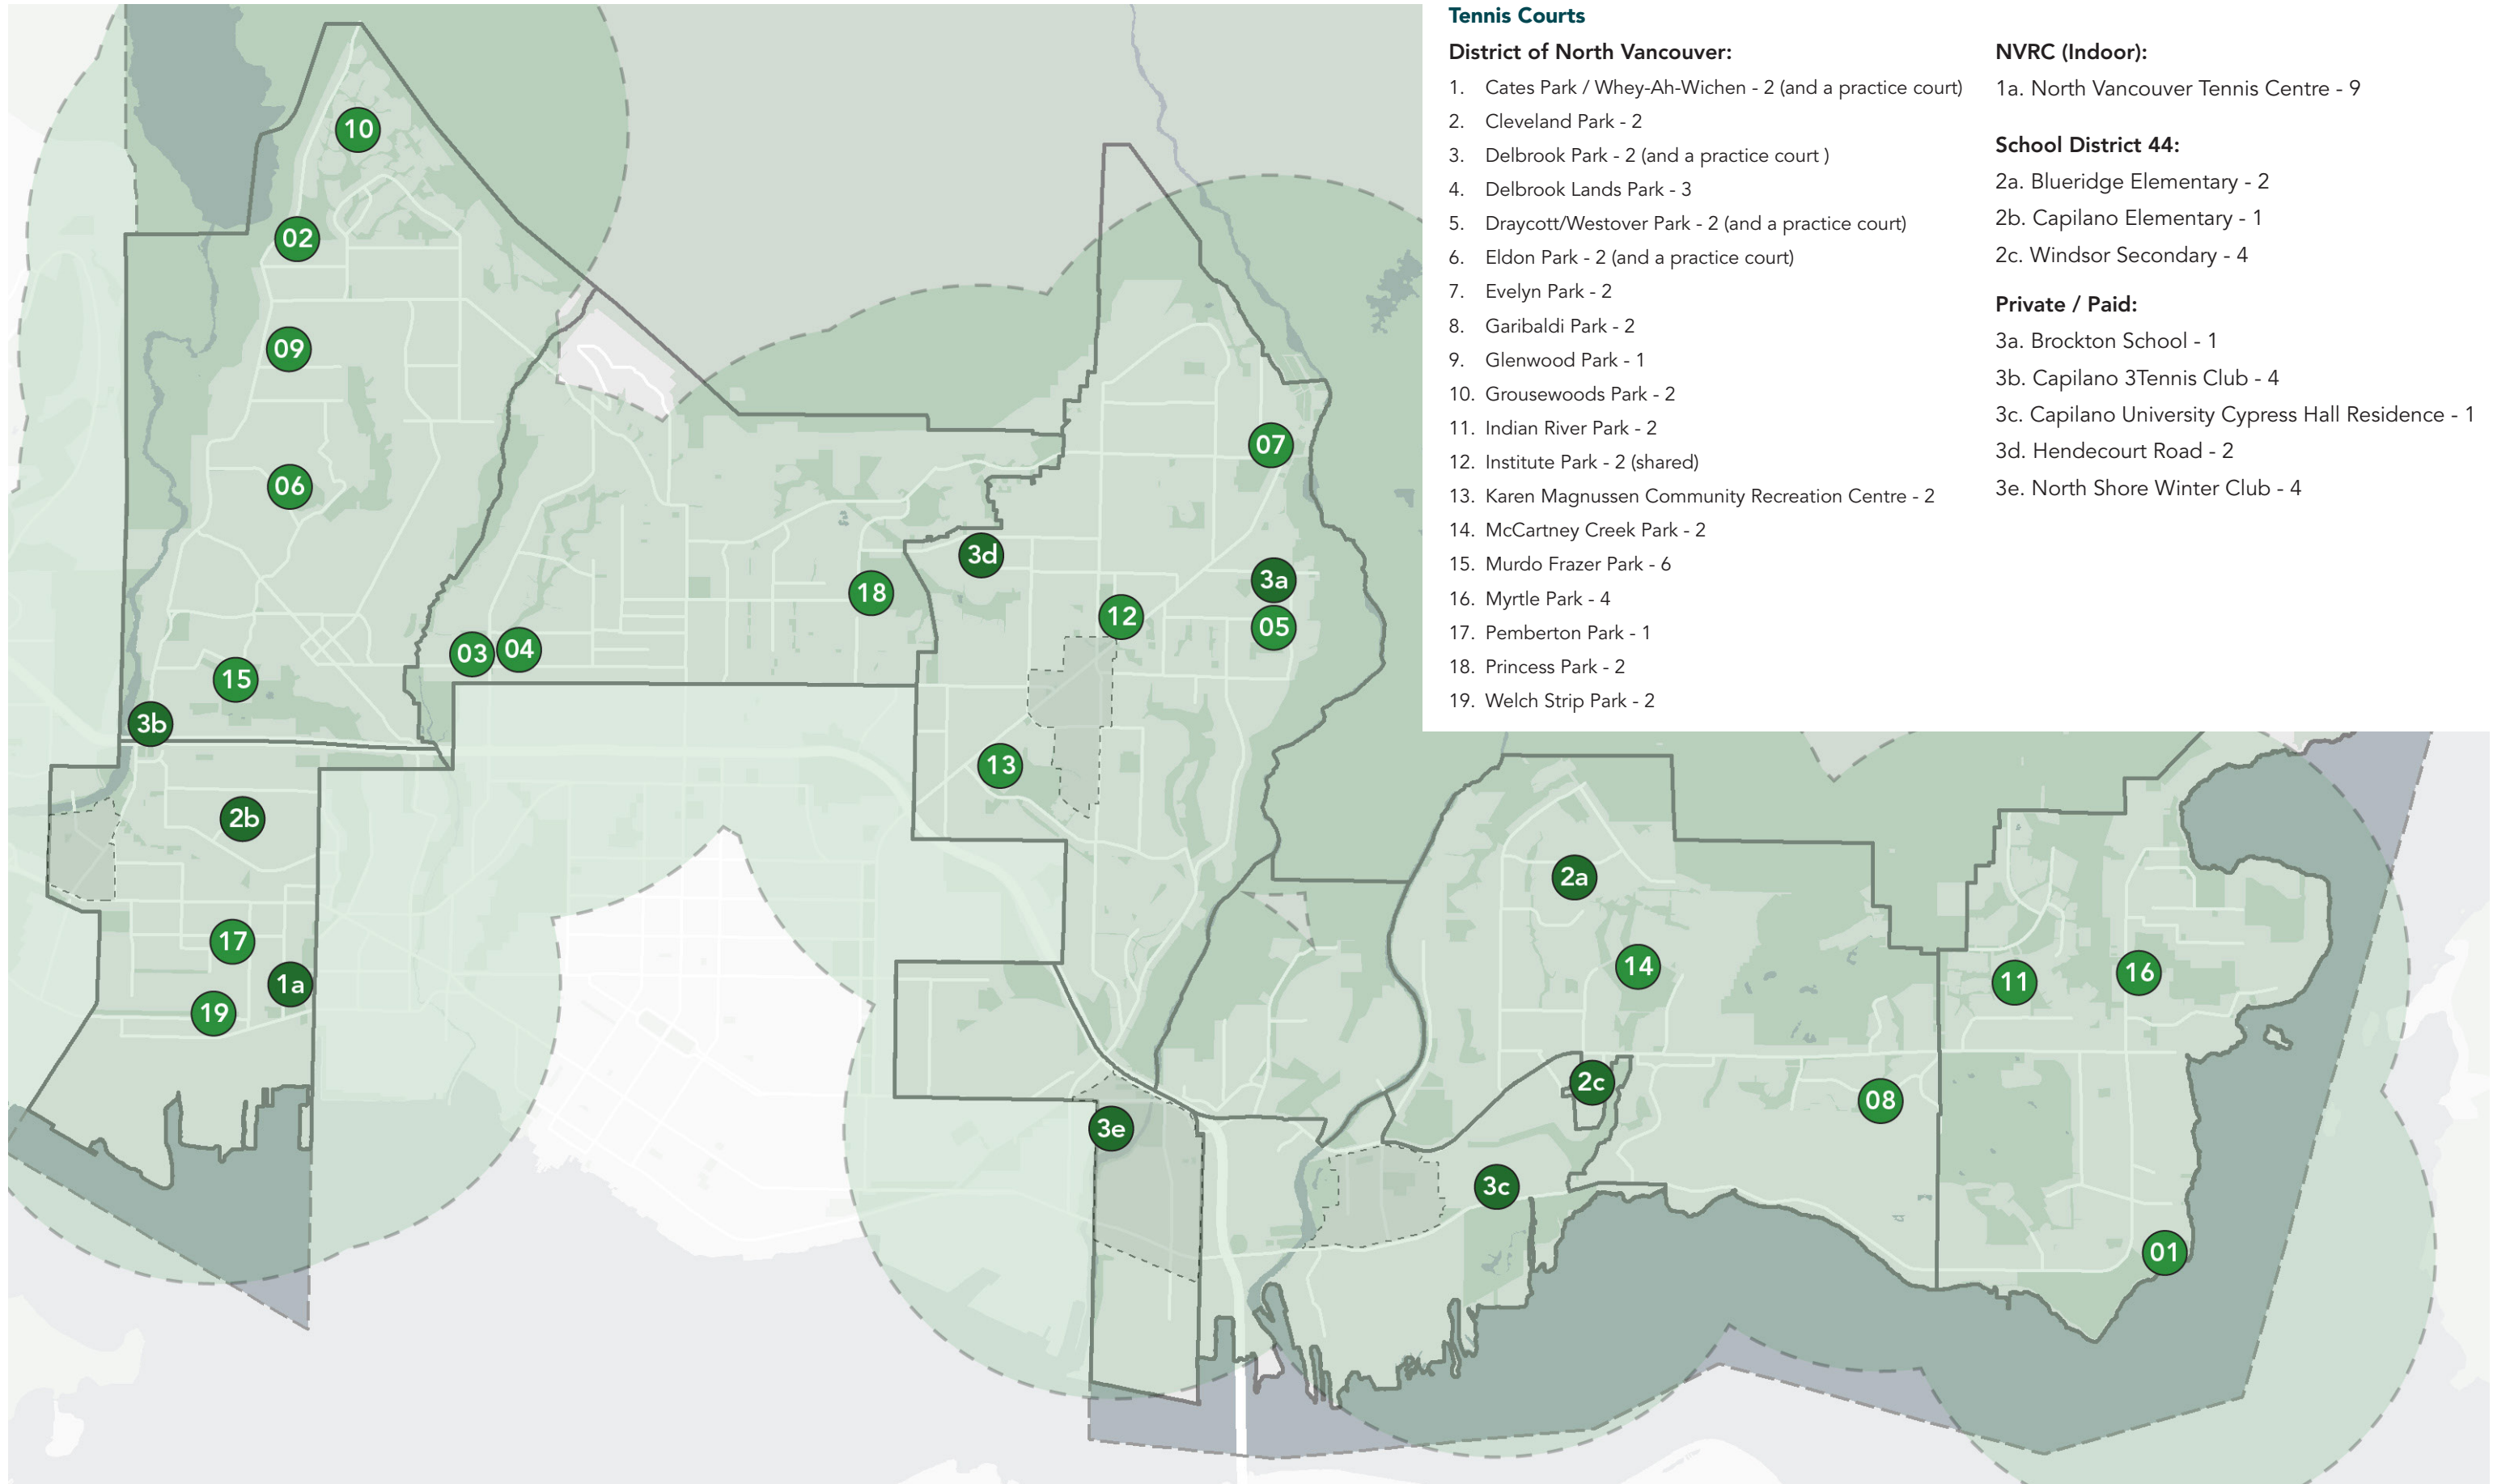 Tennis Courts
District of North Vancouver:
1. Cates Park / Whey-Ah-Wichen - 2 (and a practice court)
2. Cleveland Park - 2
3. Delbrook Park - 2 (and a practice court )
4. Delbrook Lands Park - 3
5. Draycott/Westover Park - 2 (and a practice court)
6. Eldon Park - 2 (and a practice court)
7. Evelyn Park - 2
8. Garibaldi Park - 2
9. Glenwood Park - 1
10. Grousewoods Park - 2
11. Indian River Park - 2
12. Institute Park - 2 (shared)
13. Karen Magnussen Community Recreation Centre - 2
14. McCartney Creek Park - 2
15. Murdo Frazer Park - 6
16. Myrtle Park - 4
17. Pemberton Park - 1
18. Princess Park - 2
19. Welch Strip Park - 2
NVRC (Indoor):
1a. North Vancouver Tennis Centre - 9
School District 44:
2a. Blueridge Elementary - 2
2b. Capilano Elementary - 1
2c. Windsor Secondary - 4
Private / Paid:
3a. Brockton School - 1
3b. Capilano 3Tennis Club - 4
3c. Capilano University Cypress Hall Residence - 1
3d. Hendecourt Road - 2
3e. North Shore Winter Club - 4
10
02
09
07
06
3d
3a
18
12
05
03
04
15
3b
13
2b
2a
17
14
11
16
1a
19
2c
08
3e
3c
01